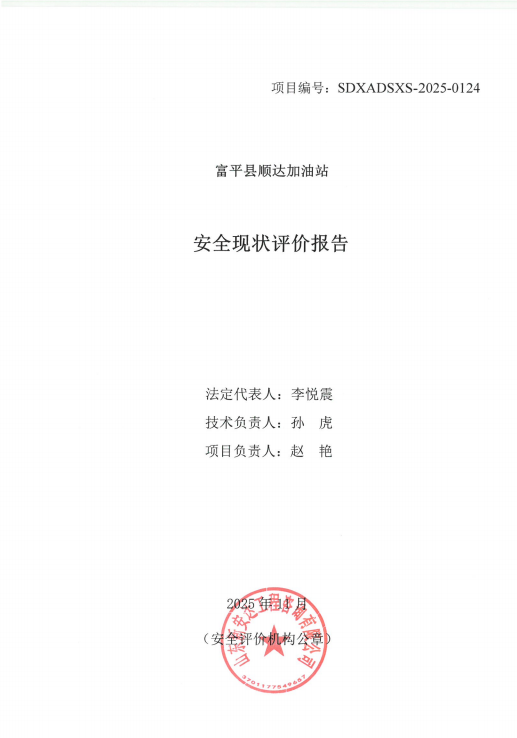 项目编号：SDXADSXS-2025-0124
富平县顺达加油站
安全现状评价报告
法定代表人：李悦震
技术负责人：孙　虎
项目负责人：赵　艳
2025年11月
（安全评价机构公章）